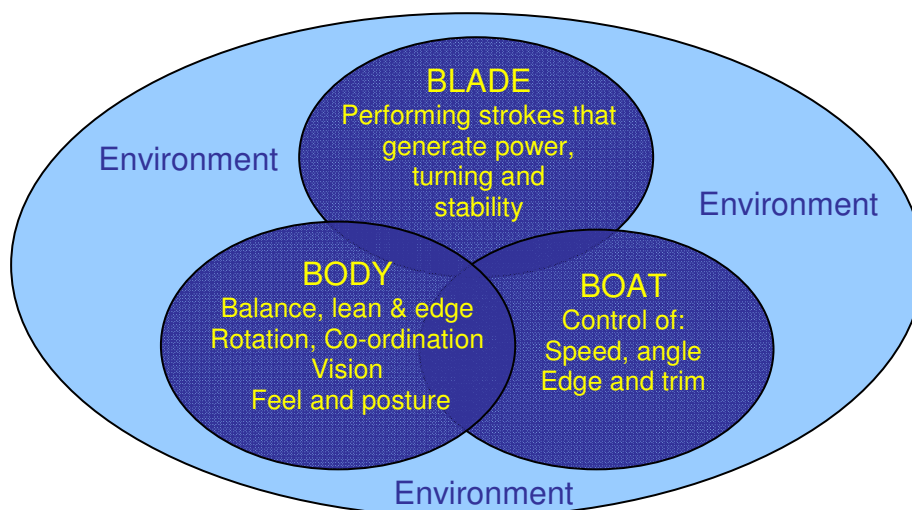 BLADE
Performing strokes that
generate power,
turning and
stability
Environment
Environment
BODY
Balance, lean & edge
Rotation, Co-ordination
Vision
Feel and posture
BOAT
Control of:
Speed, angle
Edge and trim
Environment